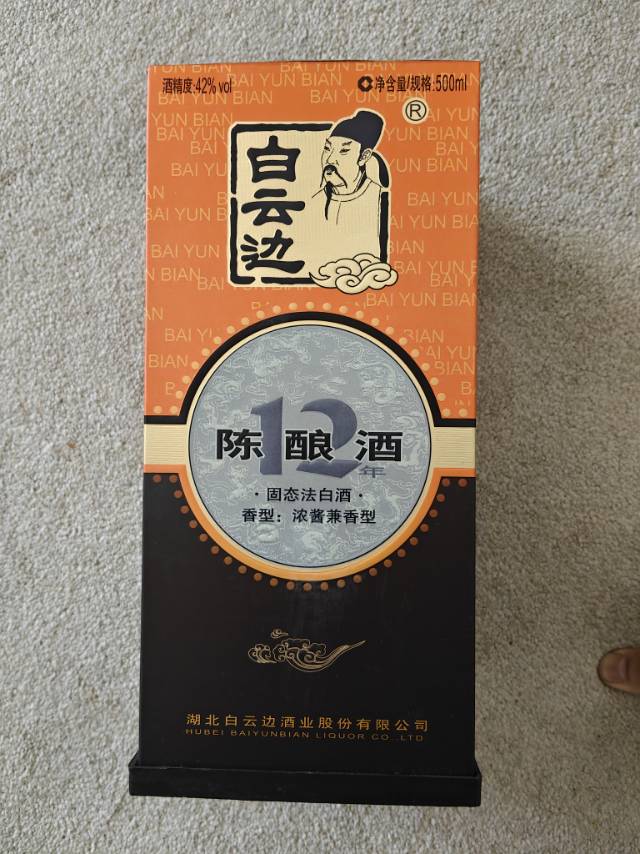 酒精度:42%vol
净含量/规格:500ml
®
白云边
陈酿酒
12年
·固态法白酒·
香型：浓酱兼香型
湖北白云边酒业股份有限公司
HUBEI BAIYUNBIAN LIQUOR CO.,LTD
BAI YUN BIAN